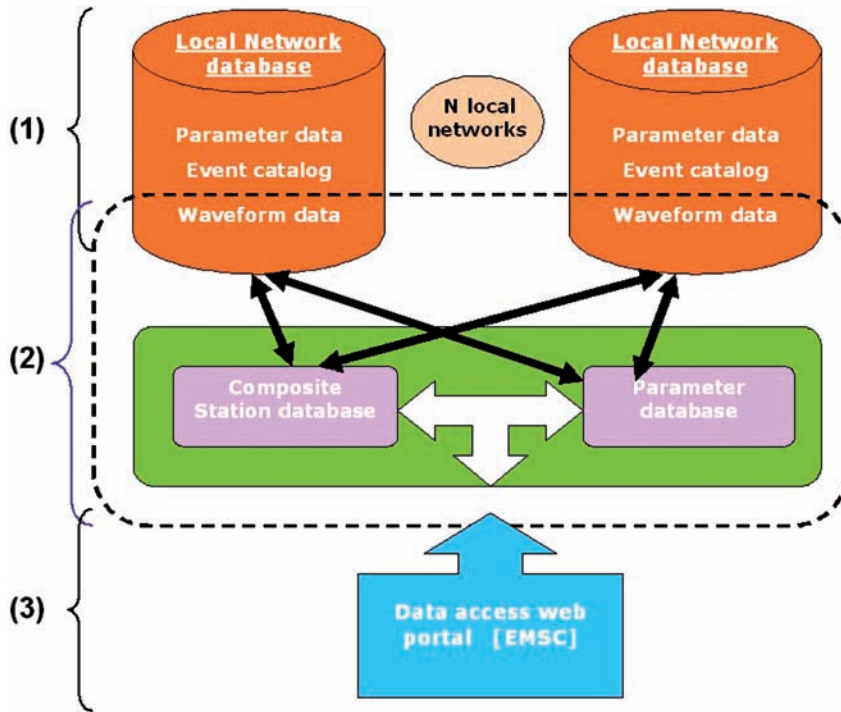 Local Network
database
Parameter data
Event catalog
Waveform data
N local
networks
Local Network
database
Parameter data
Event catalog
Waveform data
(1)
(2)
Composite
Station database
Parameter
database
(3)
Data access web
portal [EMSC]